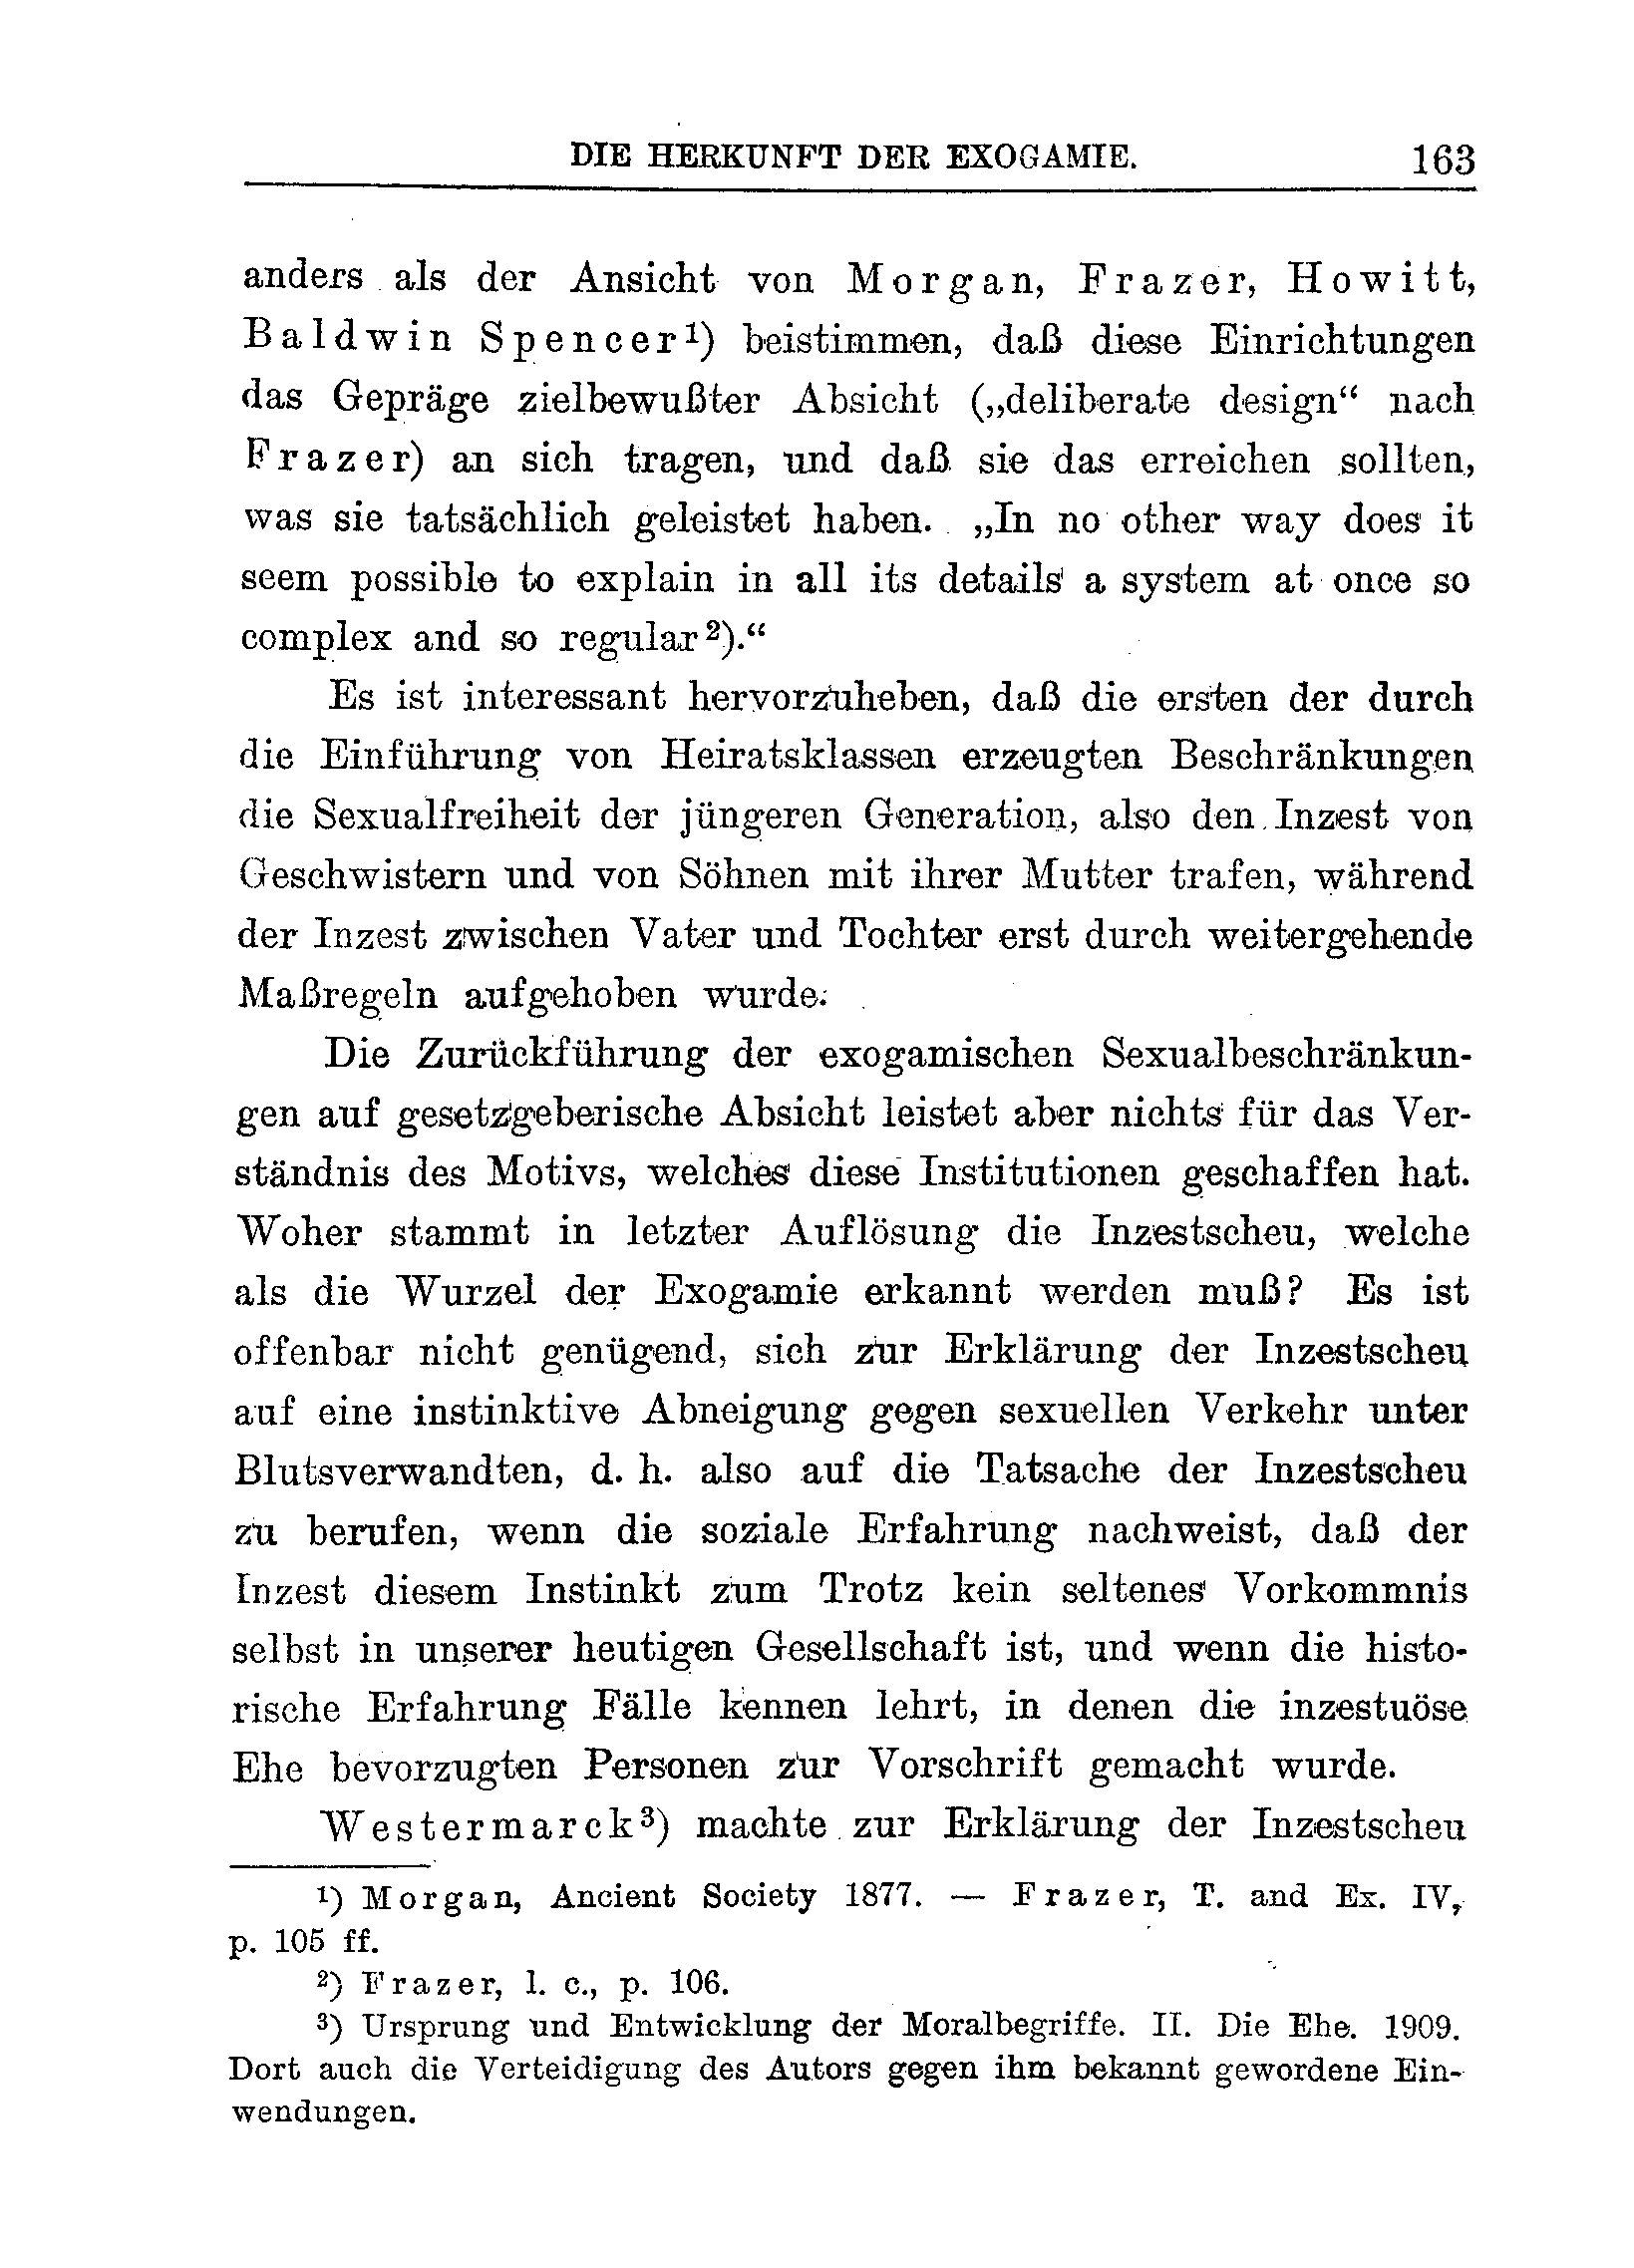 DIE HERKUNFT DER EXOGAMIE. 163
anders als der Ansicht von Morgan, Frazer, Howitt,
Baldwin Spencer¹) beistimmen, daß diese Einrichtungen
das Gepräge zielbewußter Absicht („deliberate design“ nach
Frazer) an sich tragen, und daß sie das erreichen sollten,
was sie tatsächlich geleistet haben. „In no other way does it
seem possible to explain in all its details a system at once so
complex and so regular²).“
Es ist interessant hervorzuheben, daß die ersten der durch
die Einführung von Heiratsklassen erzeugten Beschränkungen
die Sexualfreiheit der jüngeren Generation, also den Inzest von
Geschwistern und von Söhnen mit ihrer Mutter trafen, während
der Inzest zwischen Vater und Tochter erst durch weitergehende
Maßregeln aufgehoben wurde.
Die Zurückführung der exogamischen Sexualbeschränkun-
gen auf gesetzgeberische Absicht leistet aber nichts für das Ver-
ständnis des Motivs, welches diese Institutionen geschaffen hat.
Woher stammt in letzter Auflösung die Inzestscheu, welche
als die Wurzel der Exogamie erkannt werden muß? Es ist
offenbar nicht genügend, sich zur Erklärung der Inzestscheu
auf eine instinktive Abneigung gegen sexuellen Verkehr unter
Blutsverwandten, d. h. also auf die Tatsache der Inzestscheu
zu berufen, wenn die soziale Erfahrung nachweist, daß der
Inzest diesem Instinkt zum Trotz kein seltenes Vorkommnis
selbst in unserer heutigen Gesellschaft ist, und wenn die histo-
rische Erfahrung Fälle kennen lehrt, in denen die inzestuöse
Ehe bevorzugten Personen zur Vorschrift gemacht wurde.
Westermarck³) machte zur Erklärung der Inzestscheu
¹) Morgan, Ancient Society 1877. — Frazer, T. and Ex. IV,
p. 105 ff.
²) Frazer, l. c., p. 106.
³) Ursprung und Entwicklung der Moralbegriffe. II. Die Ehe. 1909.
Dort auch die Verteidigung des Autors gegen ihm bekannt gewordene Ein-
wendungen.